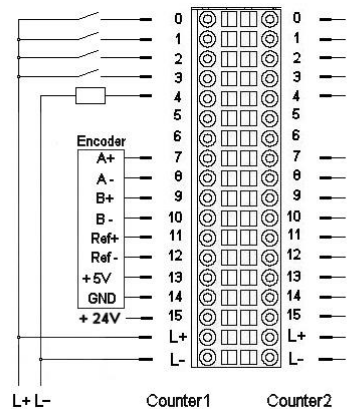 0 0
1 1
2 2
3 3
4 4
5 5
6 6
Encoder
A+ 7 7
A- 8 8
B+ 9 9
B- 10 10
Ref+ 11 11
Ref- 12 12
+5V 13 13
GND 14 14
+ 24V 15 15
L+ L+
L- L-
L+ L- Counter1 Counter2